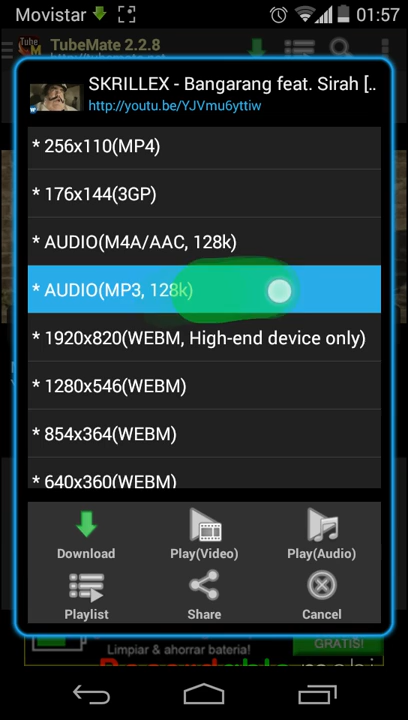 Movistar
01:57
TubeMate 2.2.8
SKRILLEX - Bangarang feat. Sirah [..
http://youtu.be/YJVmu6yttiw
* 256x110(MP4)
* 176x144(3GP)
* AUDIO(M4A/AAC, 128k)
* AUDIO(MP3, 128k)
* 1920x820(WEBM, High-end device only)
* 1280x546(WEBM)
* 854x364(WEBM)
* 640x360(WEBM)
Download
Play(Video)
Play(Audio)
Playlist
Share
Cancel
Limpiar & ahorrar bateria!
GRATIS!